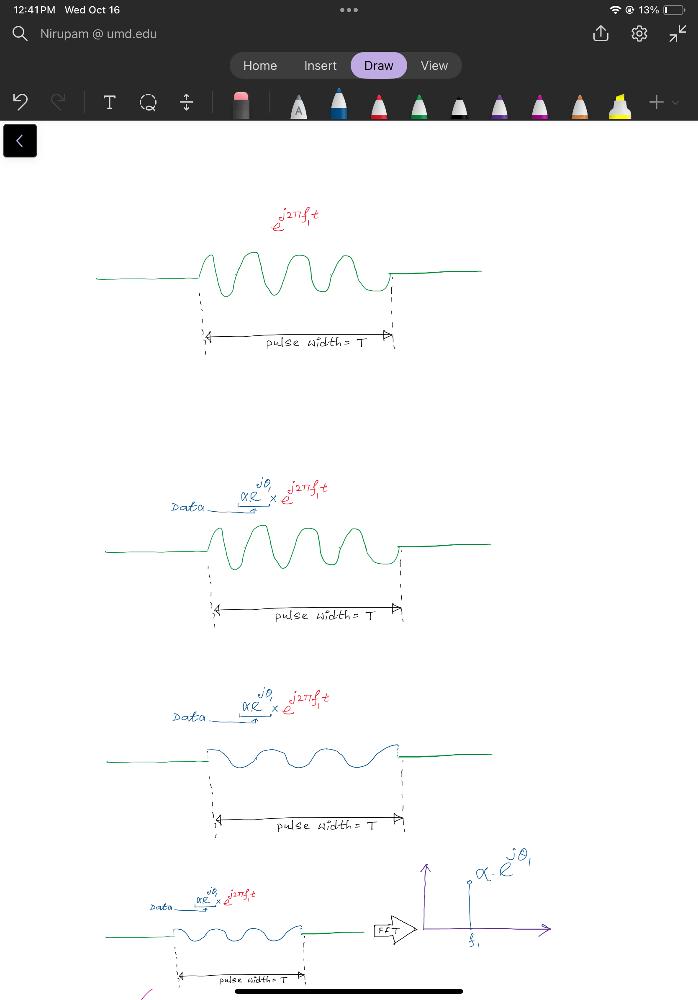 12:41 PM Wed Oct 16 13%
Nirupam @ umd.edu
Home Insert Draw View
T A
e^{j2πf₁t}
pulse width = T
Data α.e^{jθ₁} × e^{j2πf₁t}
pulse width = T
Data α.e^{jθ₁} × e^{j2πf₁t}
pulse width = T
α.e^{jθ₁}
Data α.e^{jθ₁} × e^{j2πf₁t}
FFT
f₁
pulse width = T